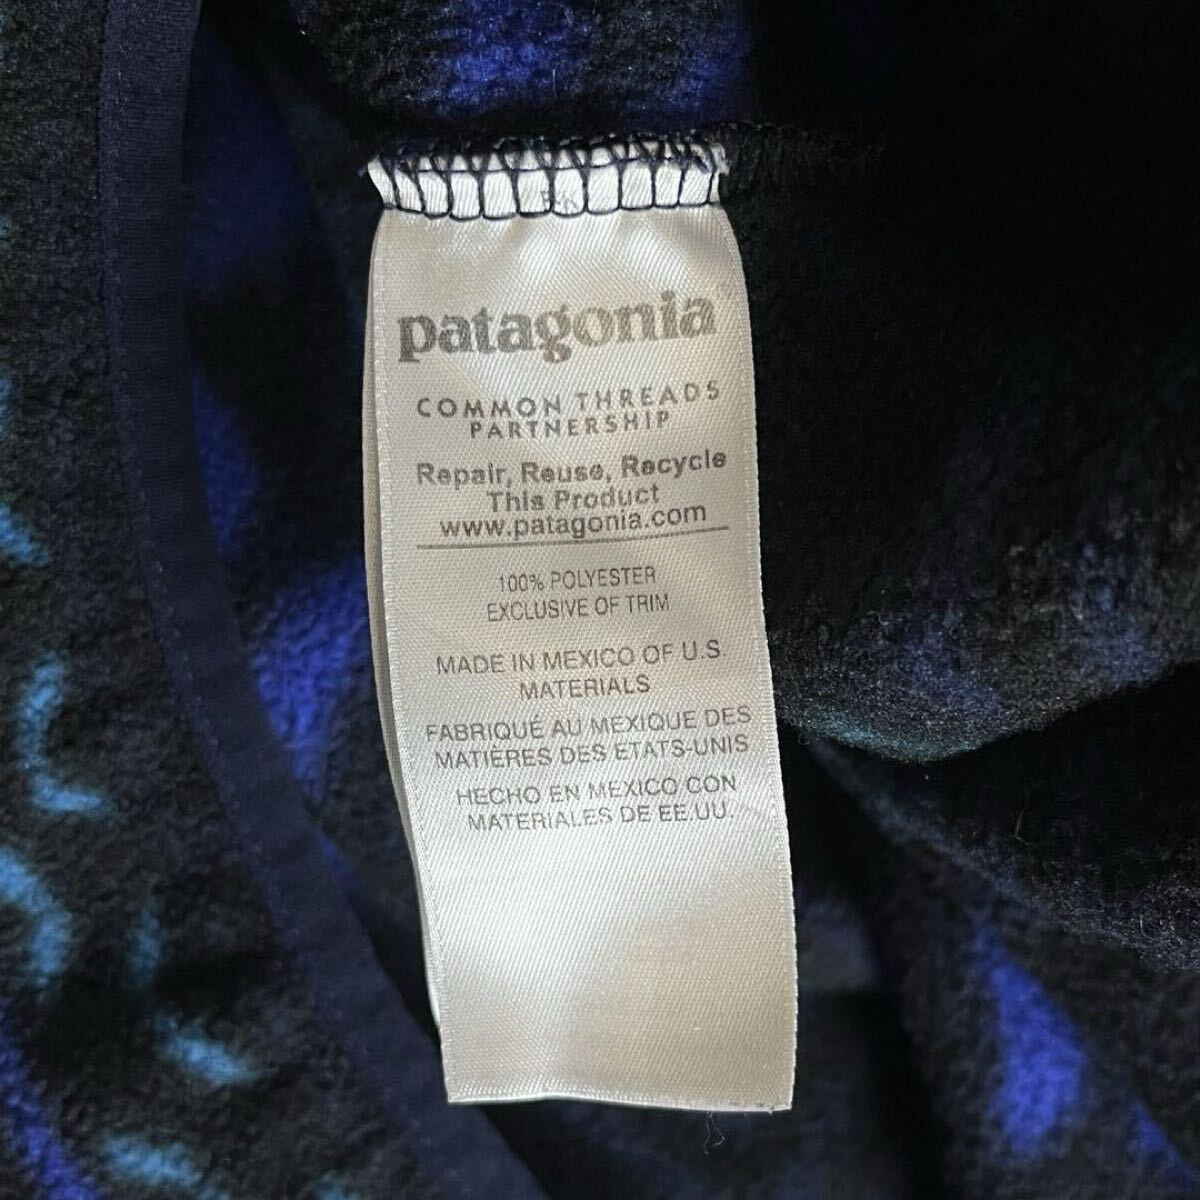 patagonia
COMMON THREADS
PARTNERSHIP
Repair, Reuse, Recycle
This Product
www.patagonia.com
100% POLYESTER
EXCLUSIVE OF TRIM
MADE IN MEXICO OF U.S.
MATERIALS
FABRIQUÉ AU MEXIQUE DES
MATIÈRES DES ETATS-UNIS
HECHO EN MEXICO CON
MATERIALES DE EE.UU.